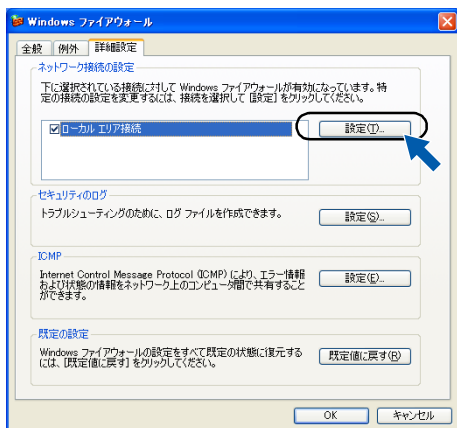 Windows ファイアウォール
全般 例外 詳細設定
ネットワーク接続の設定
下に選択されている接続に対して Windows ファイアウォールが有効になっています。特
定の接続の設定を変更するには、接続を選択して [設定] をクリックしてください。
ローカル エリア接続
設定(T)...
セキュリティのログ
トラブルシューティングのために、ログ ファイルを作成できます。
設定(S)...
ICMP
Internet Control Message Protocol (ICMP) により、エラー情報
および状態の情報をネットワーク上のコンピュータ間で共有すること
ができます。
設定(E)...
既定の設定
Windows ファイアウォールの設定をすべて既定の状態に復元する
には、[既定値に戻す] をクリックしてください。
既定値に戻す(R)
OK キャンセル